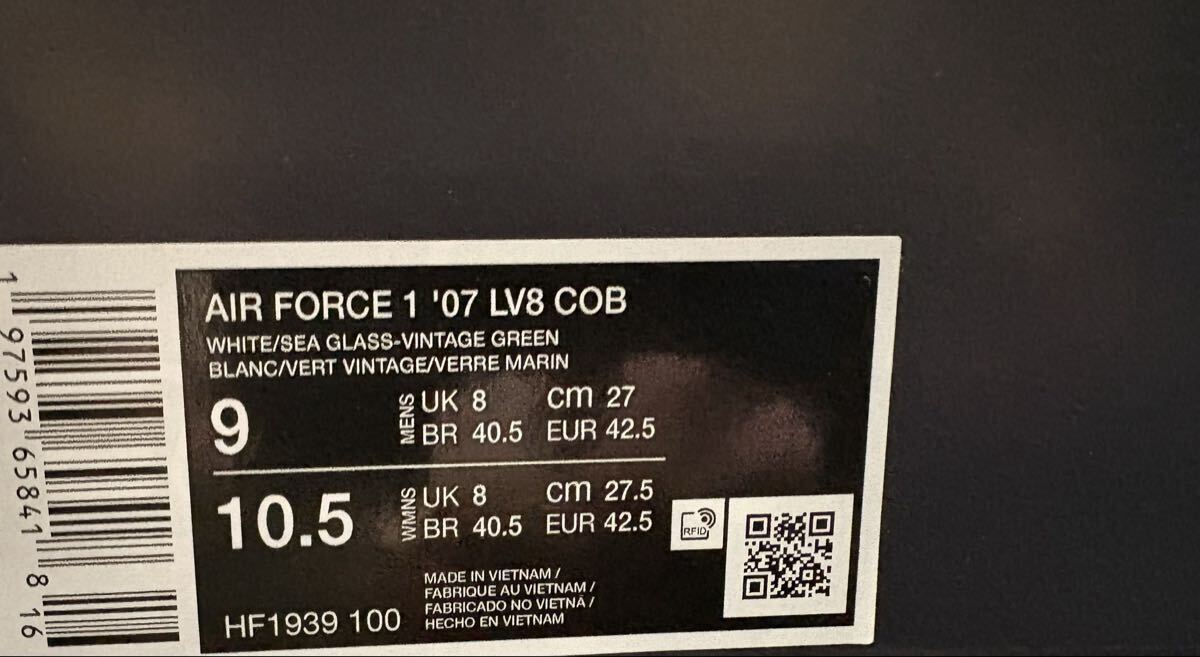 AIR FORCE 1 '07 LV8 COB
WHITE/SEA GLASS-VINTAGE GREEN
BLANC/VERT VINTAGE/VERRE MARIN
9 MENS UK 8 cm 27
BR 40.5 EUR 42.5
10.5 WMNS UK 8 cm 27.5
BR 40.5 EUR 42.5
RFID
MADE IN VIETNAM /
FABRIQUE AU VIETNAM /
FABRICADO NO VIETNÃ /
HECHO EN VIETNAM
HF1939 100
1 97593 65841 8 16